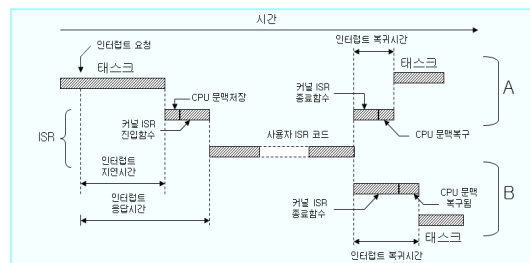 시간
인터럽트 요청
태스크
인터럽트 복귀시간
태스크
A
CPU 문맥저장
커널 ISR
진입함수
커널 ISR
종료함수
CPU 문맥복구
ISR
사용자 ISR 코드
인터럽트
지연시간
인터럽트
응답시간
커널 ISR
종료함수
CPU 문맥
복구됨
B
태스크
인터럽트 복귀시간